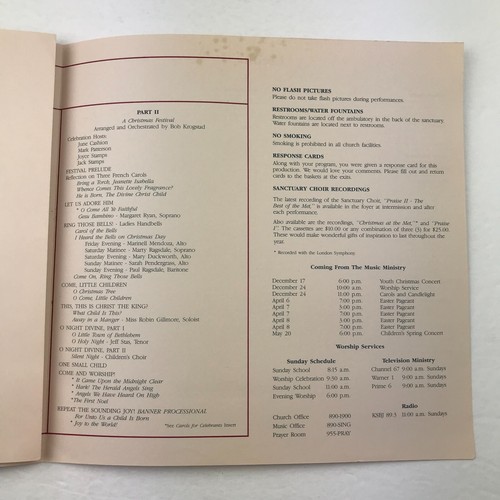 PART II
A Christmas Festival
Arranged and Orchestrated by Bob Krogstad
Celebration Hosts:
June Cashion
Mark Patterson
Joyce Stamps
Jack Stamps
FESTIVAL PRELUDE
Reflection on Three French Carols
Bring a Torch, Jeanette Isabella
Whence Comes This Lovely Fragrance?
He is Born, The Divine Christ Child
LET US ADORE HIM
* O Come All Ye Faithful
Gesu Bambino - Margaret Ryan, Soprano
RING THOSE BELLS! - Ladies Handbells
Carol of the Bells
I Heard the Bells on Christmas Day
Friday Evening - Marinell Mendon, Alto
Saturday Matinee - Marty Ragsdale, Soprano
Saturday Evening - Mary Duckworth, Alto
Sunday Matinee - Sarah Pendergrass, Alto
Sunday Evening - Paul Ragsdale, Baritone
Come On, Ring Those Bells
COME, LITTLE CHILDREN
O Christmas Tree
O Come, Little Children
THIS, THIS IS CHRIST THE KING?
What Child Is This?
Away in a Manger - Miss Robin Gillmore, Soloist
O NIGHT DIVINE, PART I
O Little Town of Bethlehem
O Holy Night - Jeff Stas, Tenor
O NIGHT DIVINE, PART II
Silent Night - Children's Choir
ONE SMALL CHILD
COME AND WORSHIP!
* It Came Upon the Midnight Clear
* Hark! The Herald Angels Sing
* Angels We Have Heard On High
*The First Noel
REPEAT THE SOUNDING JOY! BANNER PROCESSIONAL
For Unto Us a Child Is Born
* Joy to the World!
*See Carols for Celebrants Insert
NO FLASH PICTURES
Please do not take flash pictures during performances.
RESTROOMS/WATER FOUNTAINS
Restrooms are located off the ambulatory in the back of the sanctuary.
Water fountains are located next to restrooms.
NO SMOKING
Smoking is prohibited in all church facilities.
RESPONSE CARDS
Along with your program, you were given a response card for this
production. We would love your comments. Please fill out and return
cards to the baskets at the exits.
SANCTUARY CHOIR RECORDINGS
The latest recording of the Sanctuary Choir, "Praise II - The
Best of the Met," is available in the foyer at intermission and after
each performance.
Also available are the recordings, "Christmas at the Met,"* and "Praise
I". The cassettes are $10.00 or any combination of three (3) for $25.00.
These would make wonderful gifts of inspiration to last throughout the
year.
* Recorded with the London Symphony.
Coming From The Music Ministry
December 17 6:00 p.m. Youth Christmas Concert
December 24 10:00 a.m. Worship Service
December 24 11:00 p.m. Carols and Candlelight
April 6 7:00 p.m. Easter Pageant
April 7 3:00 p.m. Easter Pageant
April 7 7:00 p.m. Easter Pageant
April 8 3:00 p.m. Easter Pageant
April 8 7:00 p.m. Easter Pageant
May 20 6:00 p.m. Children's Spring Concert
Worship Services
Sunday Schedule
Sunday School 8:15 a.m.
Worship Celebration 9:30 a.m.
Sunday School 11:00 a.m.
Evening Worship 6:00 p.m.
Television Ministry
Channel 67 9:00 a.m. Sundays
Warner 1 9:00 a.m. Sundays
9:00 a.m. Sundays
Radio
89.3 11:00 a.m. Sundays
Church Office 890-1900
Music Office 890-SING
Prayer Room 955-PRAY